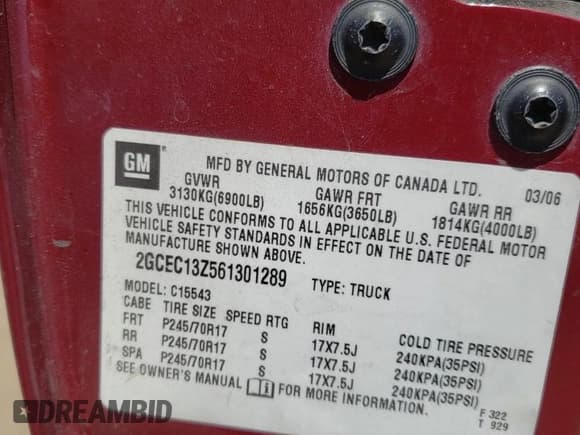 GM
MFD BY GENERAL MOTORS OF CANADA LTD. 03/06
GVWR GAWR FRT GAWR RR
3130KG(6900LB) 1656KG(3650LB) 1814KG(4000LB)
THIS VEHICLE CONFORMS TO ALL APPLICABLE U.S. FEDERAL MOTOR
VEHICLE SAFETY STANDARDS IN EFFECT ON THE DATE OF
MANUFACTURE SHOWN ABOVE.
2GCEC13Z561301289 TYPE: TRUCK
MODEL: C15543
CABE TIRE SIZE SPEED RTG RIM COLD TIRE PRESSURE
FRT P245/70R17 S 17X7.5J 240KPA(35PSI)
RR P245/70R17 S 17X7.5J 240KPA(35PSI)
SPA P245/70R17 S 17X7.5J 240KPA(35PSI)
SEE OWNER'S MANUAL FOR MORE INFORMATION.
F 322
T 929
DREAMBID